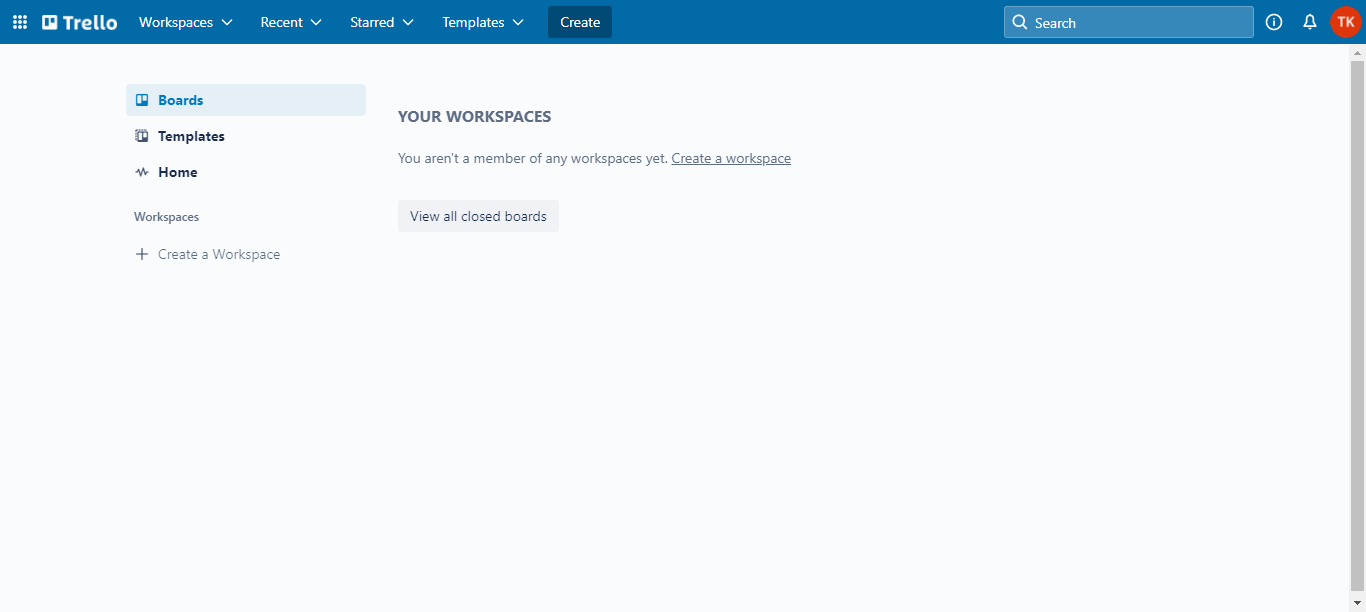 Trello Workspaces Recent Starred Templates Create Search TK
Boards
Templates
Home
Workspaces
Create a Workspace
YOUR WORKSPACES
You aren't a member of any workspaces yet. Create a workspace
View all closed boards